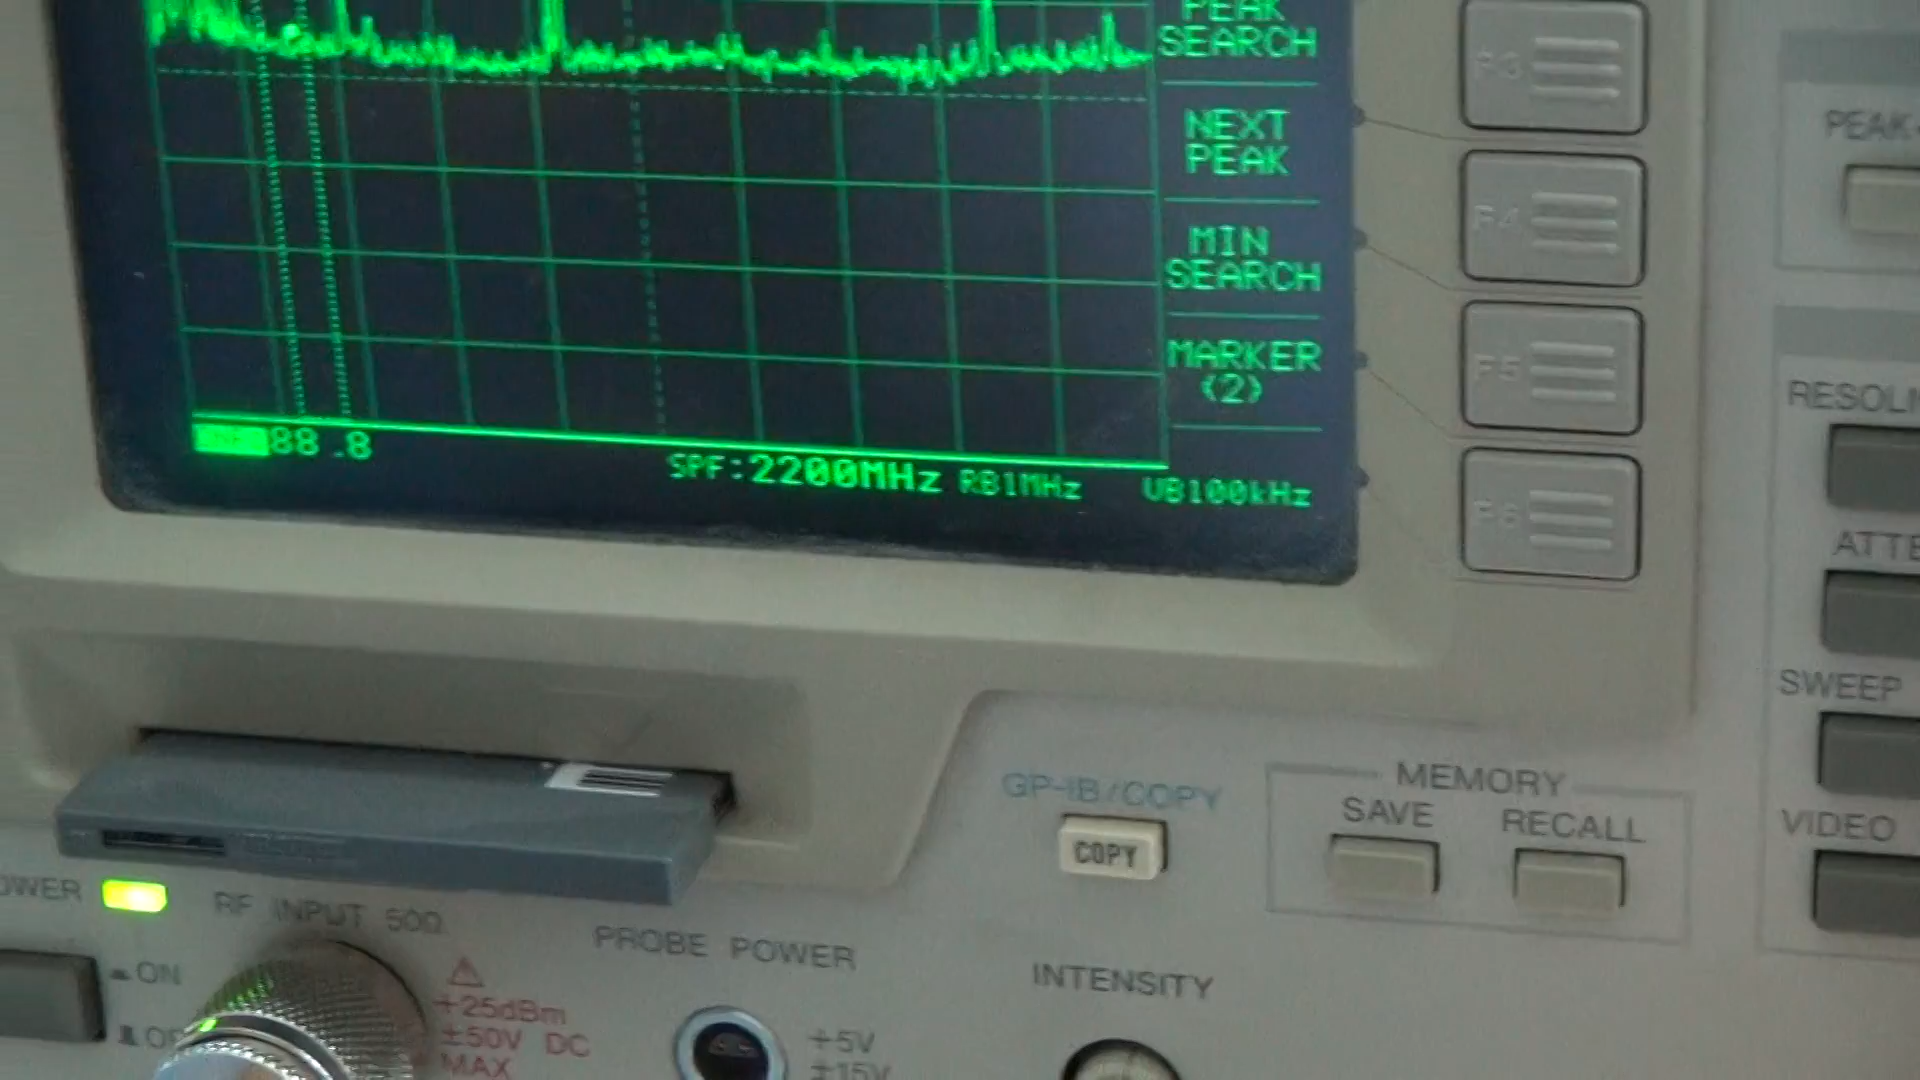 PEAK
SEARCH
NEXT
PEAK
MIN
SEARCH
MARKER
(2)
88.8
SPF:2200MHz RB1MHz VB100kHz
F3
F4
F5
F6
PEAK
RESOL
ATTE
SWEEP
VIDEO
GP-IB/COPY
COPY
MEMORY
SAVE RECALL
OWER
ON
RF INPUT 50Ω
+25dBm
±50V DC
MAX
PROBE POWER
+5V
±15V
INTENSITY